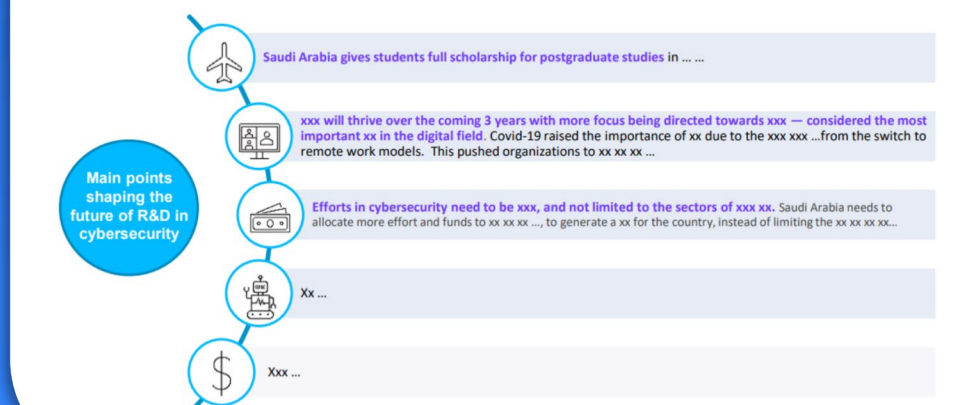 Main points
shaping the
future of R&D in
cybersecurity
Saudi Arabia gives students full scholarship for postgraduate studies in ... ...
xxx will thrive over the coming 3 years with more focus being directed towards xxx — considered the most
important xx in the digital field. Covid-19 raised the importance of xx due to the xxx xxx ...from the switch to
remote work models. This pushed organizations to xx xx xx ...
Efforts in cybersecurity need to be xxx, and not limited to the sectors of xxx xx. Saudi Arabia needs to
allocate more effort and funds to xx xx xx ..., to generate a xx for the country, instead of limiting the xx xx xx xx...
Xx ...
Xxx ...
$